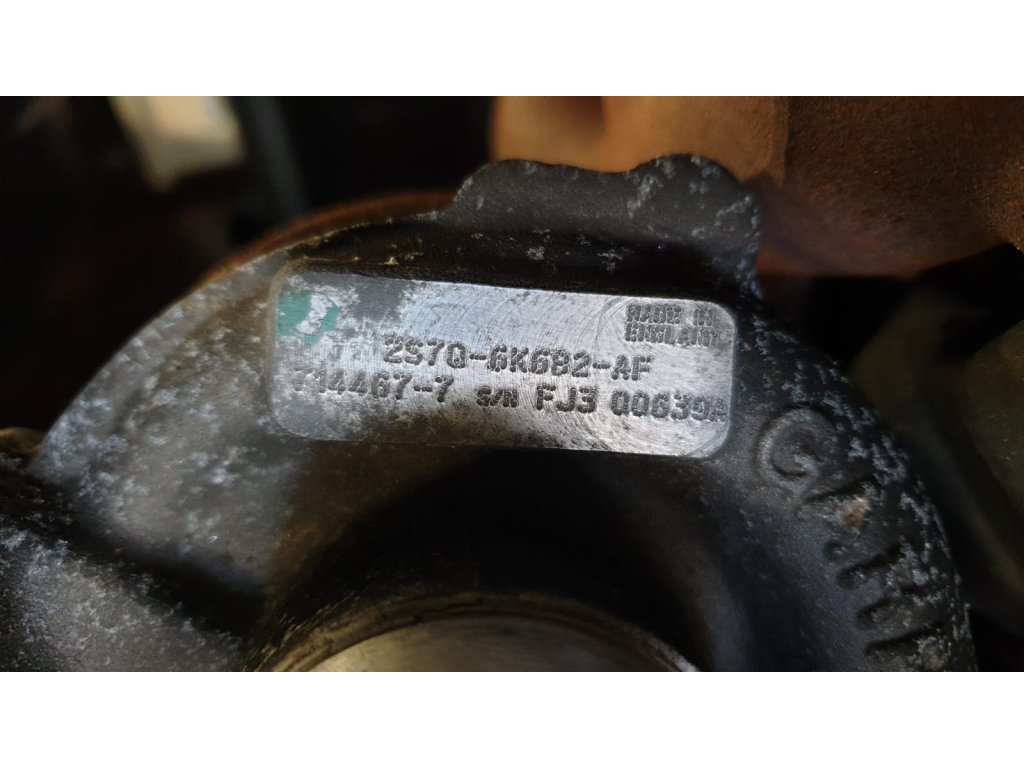 MADE IN
ENGLAND
2S7Q-6K682-AF
714467-7 S/N FJ3 00639A